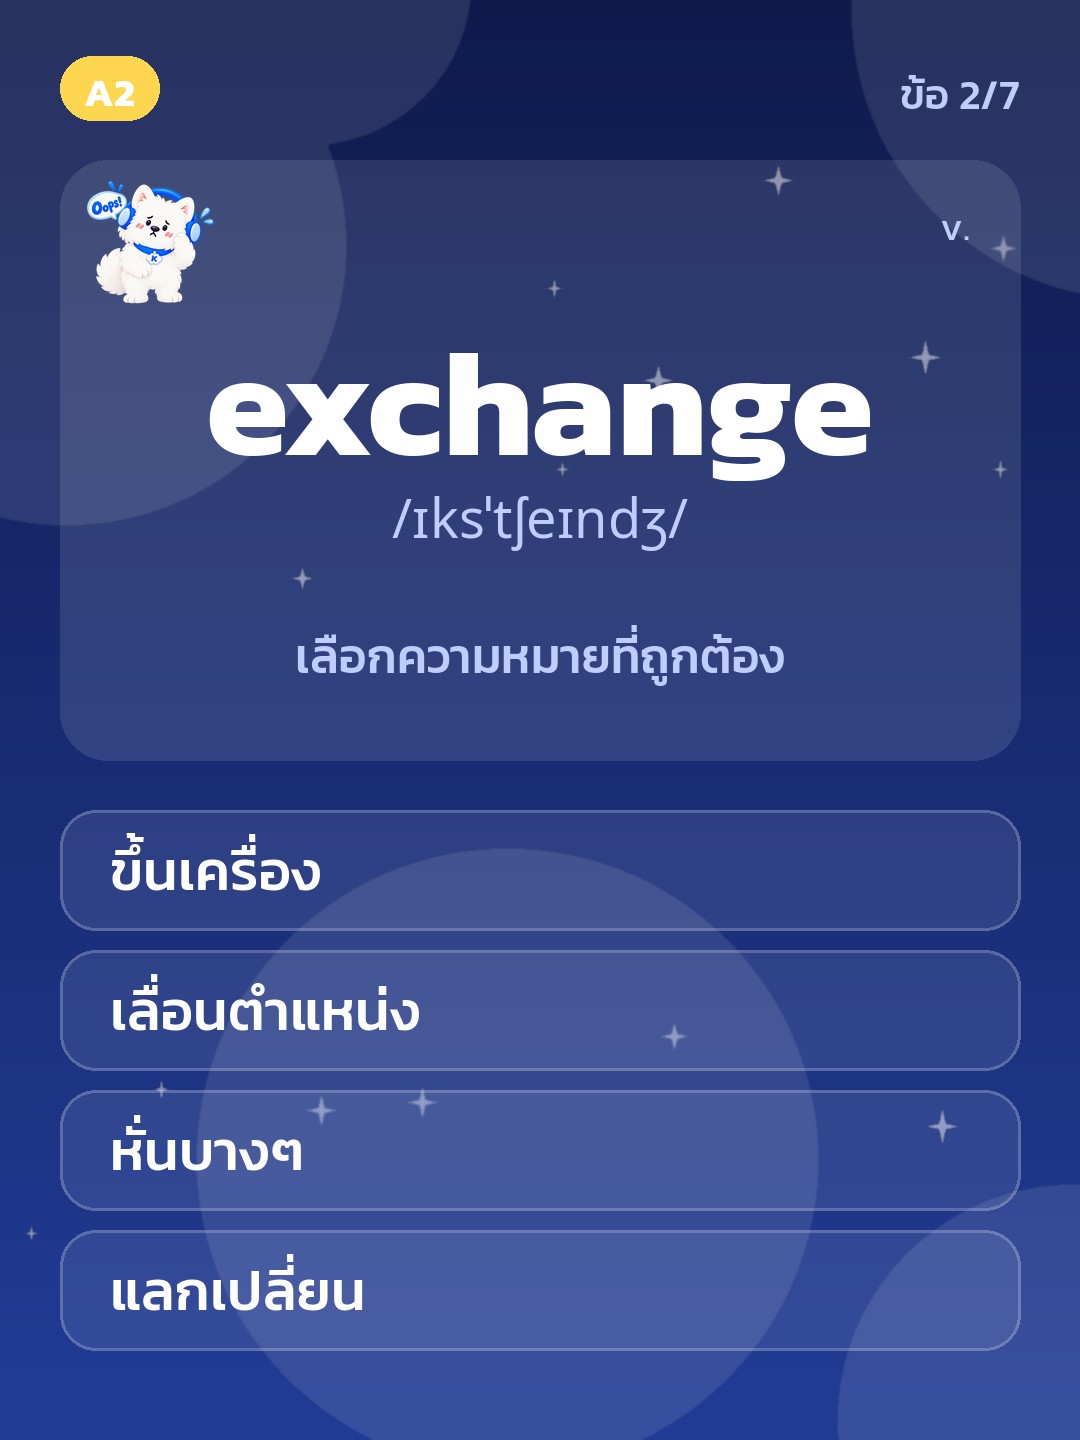 A2
ข้อ 2/7
Oops!
K
v.
exchange
/ɪksˈtʃeɪndʒ/
เลือกความหมายที่ถูกต้อง
ขึ้นเครื่อง
เลื่อนตำแหน่ง
หั่นบางๆ
แลกเปลี่ยน